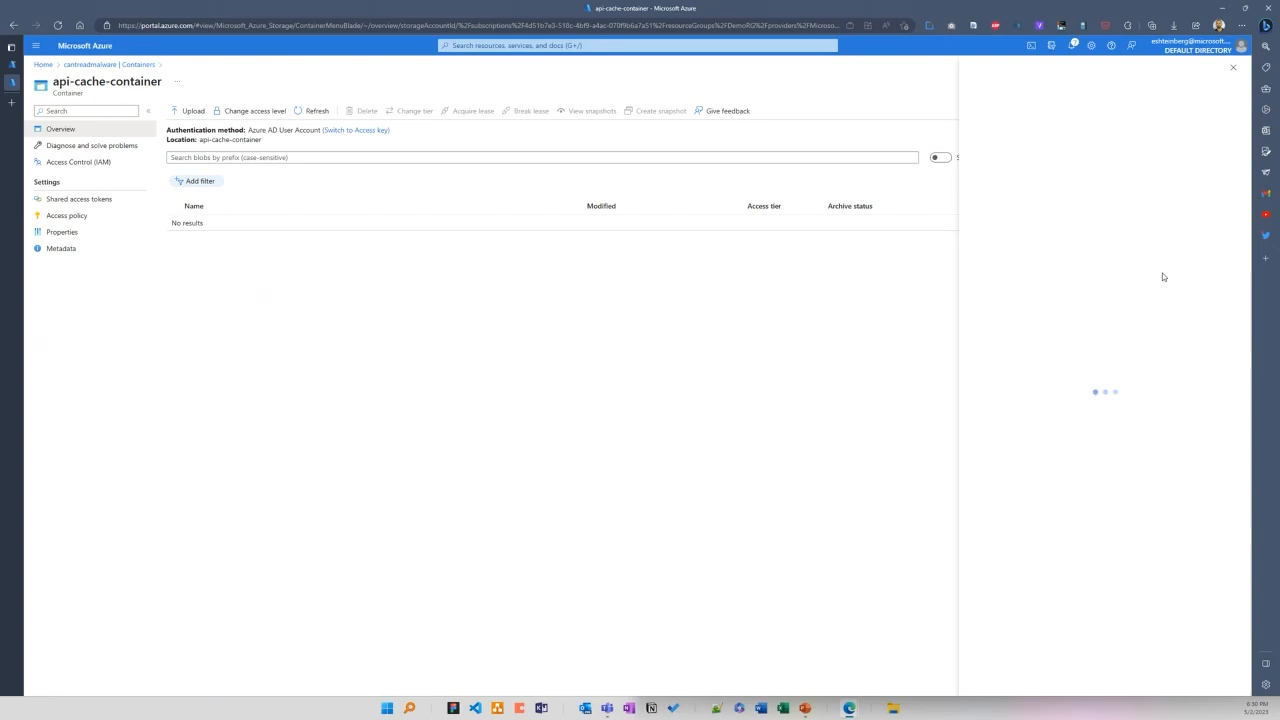 api-cache-container - Microsoft Azure
https://portal.azure.com/#view/Microsoft_Azure_Storage/ContainerMenuBlade/~/overview/storageAccountId/%2Fsubscriptions%2F4d51b7e3-518c-4bf9-a4ac-070f9b6a7a51%2FresourceGroups%2FDemoRG%2Fproviders%2FMicroso...
Microsoft Azure
Search resources, services, and docs (G+/)
eshteinberg@microsoft....
DEFAULT DIRECTORY
Home > cantreadmalware | Containers >
api-cache-container ...
Container
Search
Upload Change access level Refresh Delete Change tier Acquire lease Break lease View snapshots Create snapshot Give feedback
Overview
Diagnose and solve problems
Access Control (IAM)
Settings
Shared access tokens
Access policy
Properties
Metadata
Authentication method: Azure AD User Account (Switch to Access key)
Location: api-cache-container
Search blobs by prefix (case-sensitive)
Add filter
Name Modified Access tier Archive status
No results
6:30 PM
5/2/2023